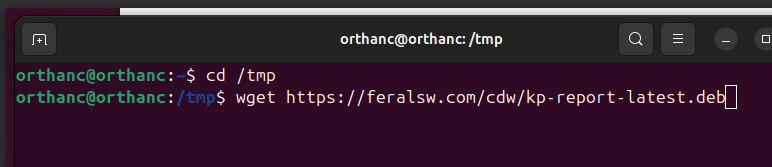 orthanc@orthanc: /tmp
orthanc@orthanc:~$ cd /tmp
orthanc@orthanc:/tmp$ wget https://feralsw.com/cdw/kp-report-latest.deb